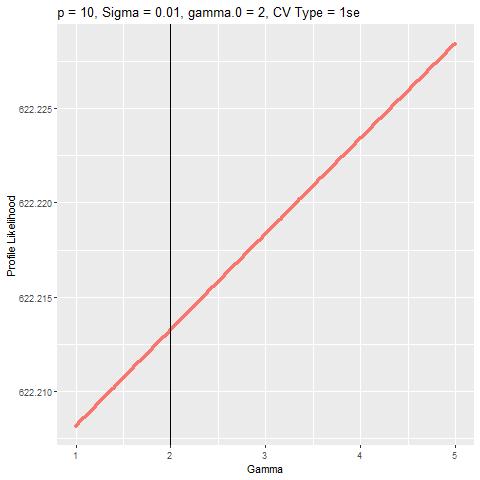 p = 10, Sigma = 0.01, gamma.0 = 2, CV Type = 1se
622.225
622.220
622.215
622.210
Profile Likelihood
1 2 3 4 5
Gamma